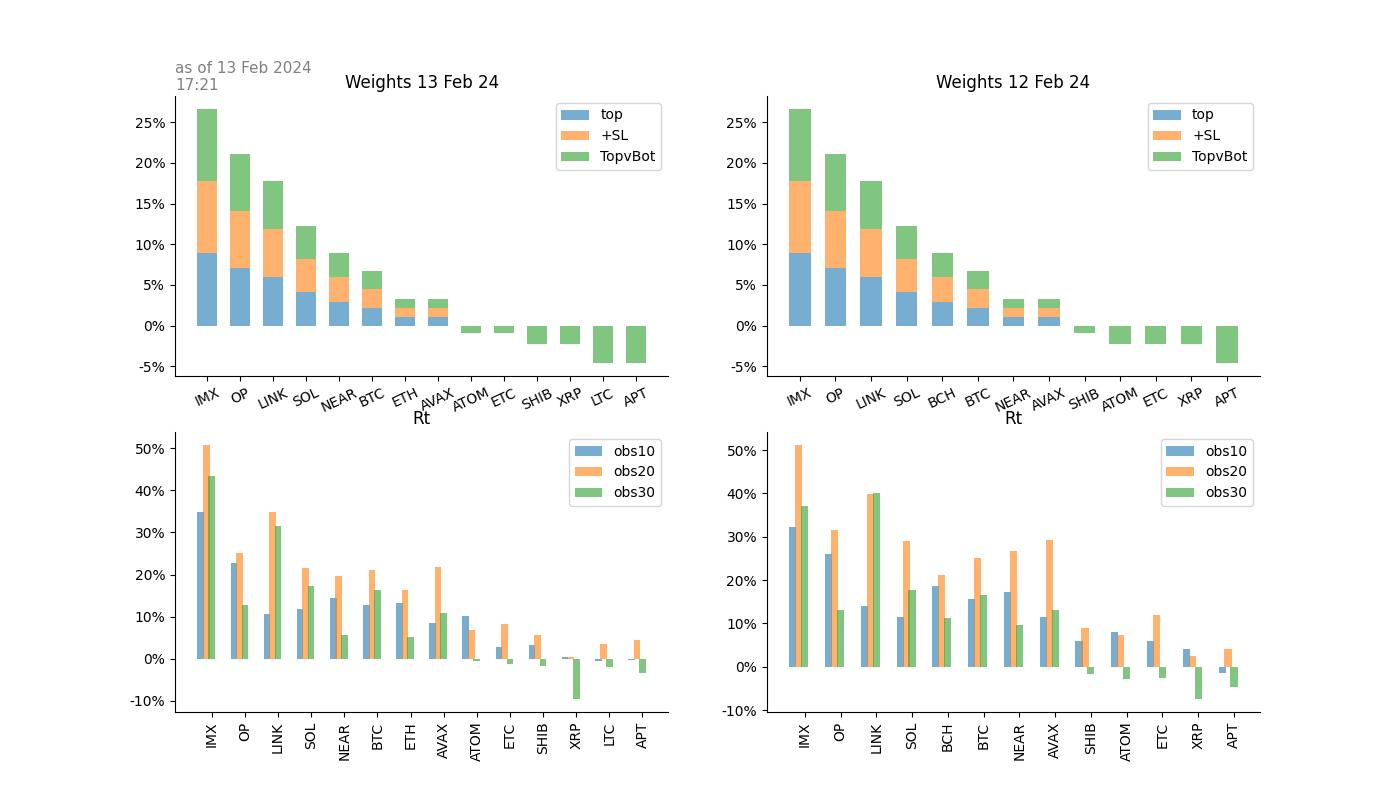 as of 13 Feb 2024
17:21
Weights 13 Feb 24
25%
20%
15%
10%
5%
0%
-5%
top
+SL
TopvBot
IMX OP LINK SOL NEAR BTC ETH AVAX ATOM ETC SHIB XRP LTC APT
Weights 12 Feb 24
25%
20%
15%
10%
5%
0%
-5%
top
+SL
TopvBot
IMX OP LINK SOL BCH BTC NEAR AVAX SHIB ATOM ETC XRP APT
Rt
50%
40%
30%
20%
10%
0%
-10%
obs10
obs20
obs30
IMX OP LINK SOL NEAR BTC ETH AVAX ATOM ETC SHIB XRP LTC APT
Rt
50%
40%
30%
20%
10%
0%
-10%
obs10
obs20
obs30
IMX OP LINK SOL BCH BTC NEAR AVAX SHIB ATOM ETC XRP APT